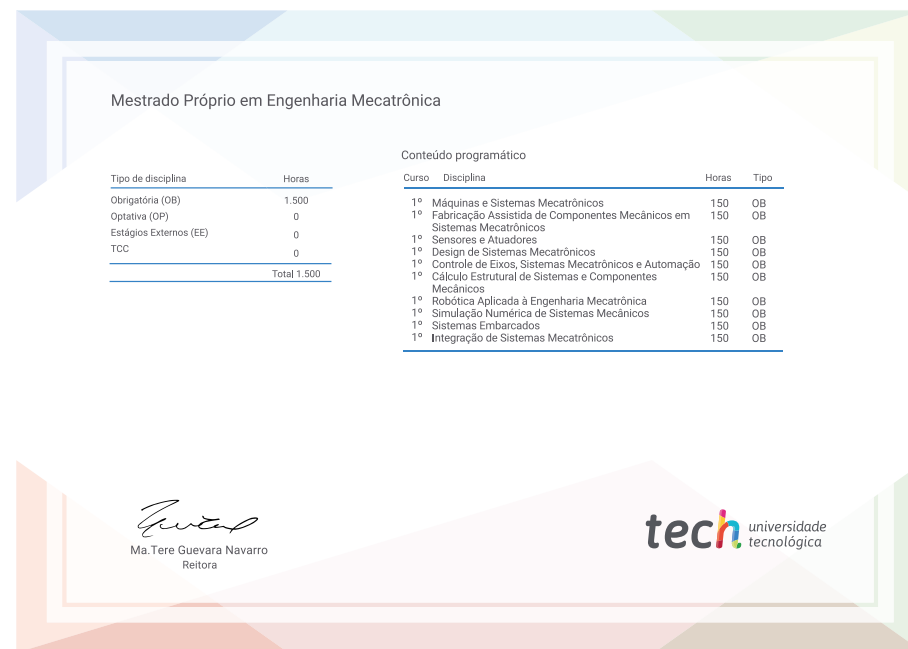 Mestrado Próprio em Engenharia Mecatrônica
Tipo de disciplina Horas
Obrigatória (OB) 1.500
Optativa (OP) 0
Estágios Externos (EE) 0
TCC 0
Total 1.500
Conteúdo programático
Curso Disciplina Horas Tipo
1º Máquinas e Sistemas Mecatrônicos 150 OB
1º Fabricação Assistida de Componentes Mecânicos em 150 OB
Sistemas Mecatrônicos
1º Sensores e Atuadores 150 OB
1º Design de Sistemas Mecatrônicos 150 OB
1º Controle de Eixos, Sistemas Mecatrônicos e Automação 150 OB
1º Cálculo Estrutural de Sistemas e Componentes 150 OB
Mecânicos
1º Robótica Aplicada à Engenharia Mecatrônica 150 OB
1º Simulação Numérica de Sistemas Mecânicos 150 OB
1º Sistemas Embarcados 150 OB
1º Integração de Sistemas Mecatrônicos 150 OB
Ma.Tere Guevara Navarro
Reitora
tech universidade
tecnológica